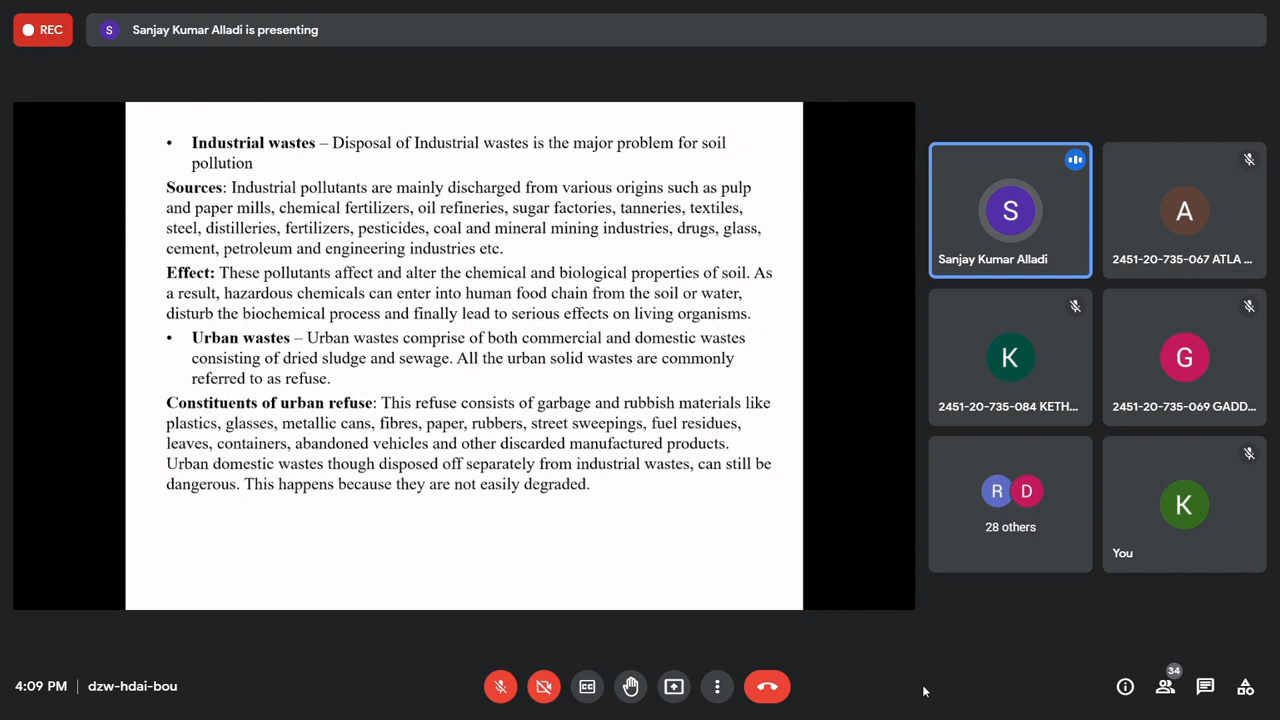 REC
S Sanjay Kumar Alladi is presenting
• Industrial wastes – Disposal of Industrial wastes is the major problem for soil
pollution
Sources: Industrial pollutants are mainly discharged from various origins such as pulp
and paper mills, chemical fertilizers, oil refineries, sugar factories, tanneries, textiles,
steel, distilleries, fertilizers, pesticides, coal and mineral mining industries, drugs, glass,
cement, petroleum and engineering industries etc.
Effect: These pollutants affect and alter the chemical and biological properties of soil. As
a result, hazardous chemicals can enter into human food chain from the soil or water,
disturb the biochemical process and finally lead to serious effects on living organisms.
• Urban wastes – Urban wastes comprise of both commercial and domestic wastes
consisting of dried sludge and sewage. All the urban solid wastes are commonly
referred to as refuse.
Constituents of urban refuse: This refuse consists of garbage and rubbish materials like
plastics, glasses, metallic cans, fibres, paper, rubbers, street sweepings, fuel residues,
leaves, containers, abandoned vehicles and other discarded manufactured products.
Urban domestic wastes though disposed off separately from industrial wastes, can still be
dangerous. This happens because they are not easily degraded.
S
Sanjay Kumar Alladi
A
2451-20-735-067 ATLA ...
K
2451-20-735-084 KETH...
G
2451-20-735-069 GADD...
R D
28 others
K
You
4:09 PM | dzw-hdai-bou
34